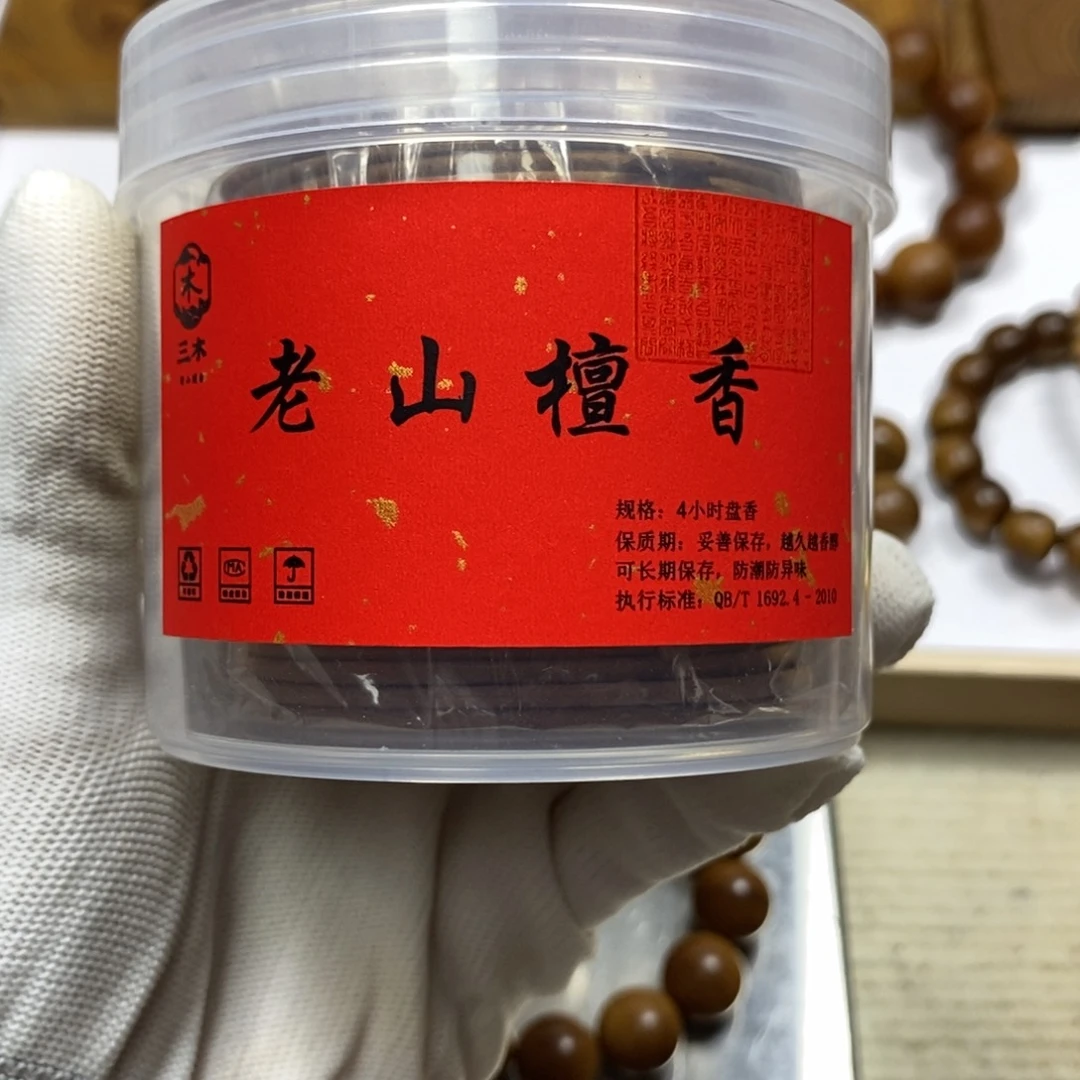 木
三木
老山檀香
规格：4小时盘香
保质期：妥善保存，越久越香醇
可长期保存，防潮防异味
执行标准：QB/T 1692.4-2010
MA